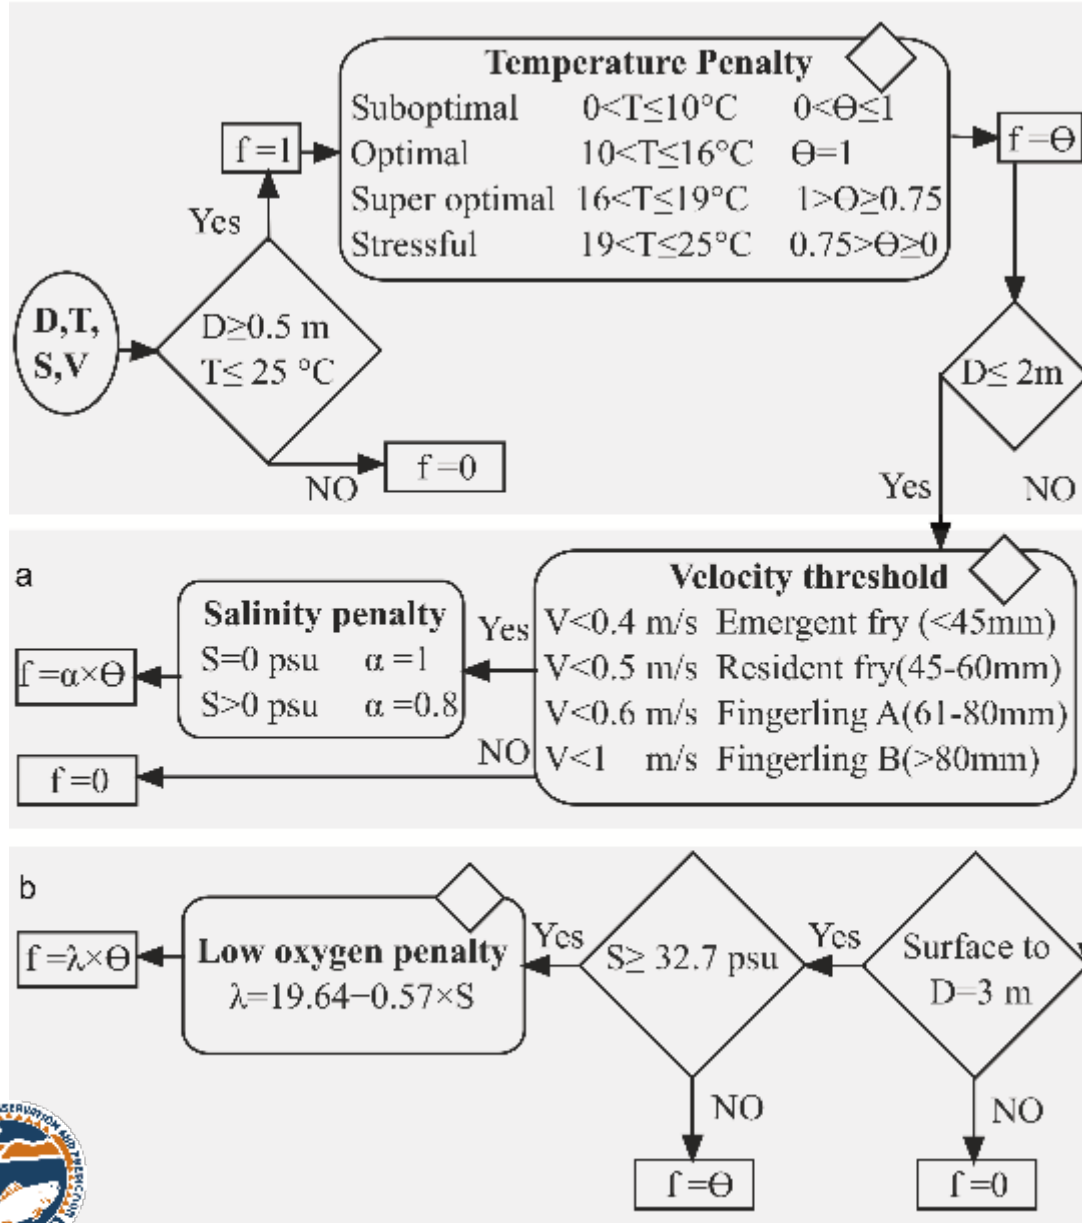 Temperature Penalty
Suboptimal 0<T≤10°C 0<Θ≤1
Optimal 10<T≤16°C Θ=1
Super optimal 16<T≤19°C 1>Θ≥0.75
Stressful 19<T≤25°C 0.75>Θ≥0
f=1
f=Θ
Yes
D,T,
S,V
D≥0.5 m
T≤ 25 °C
NO
f=0
D≤ 2m
Yes
NO
a
Velocity threshold
V<0.4 m/s Emergent fry (<45mm)
V<0.5 m/s Resident fry(45-60mm)
V<0.6 m/s Fingerling A(61-80mm)
V<1 m/s Fingerling B(>80mm)
Yes
Salinity penalty
S=0 psu α=1
S>0 psu α=0.8
f=α×Θ
NO
f=0
b
Surface to
D=3 m
Yes
S≥ 32.7 psu
Yes
Low oxygen penalty
λ=19.64−0.57×S
f=λ×Θ
NO
f=Θ
NO
f=0